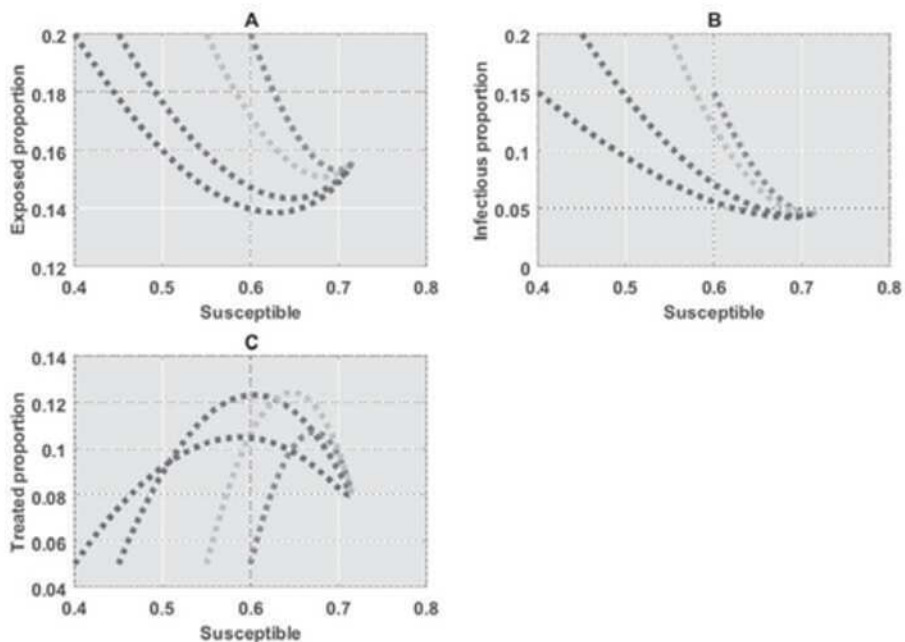 A
0.2
0.18
0.16
0.14
0.12
Exposed proportion
0.4 0.5 0.6 0.7 0.8
Susceptible
B
0.2
0.15
0.1
0.05
0
Infectious proportion
0.4 0.5 0.6 0.7 0.8
Susceptible
C
0.14
0.12
0.1
0.08
0.06
0.04
Treated proportion
0.4 0.5 0.6 0.7 0.8
Susceptible